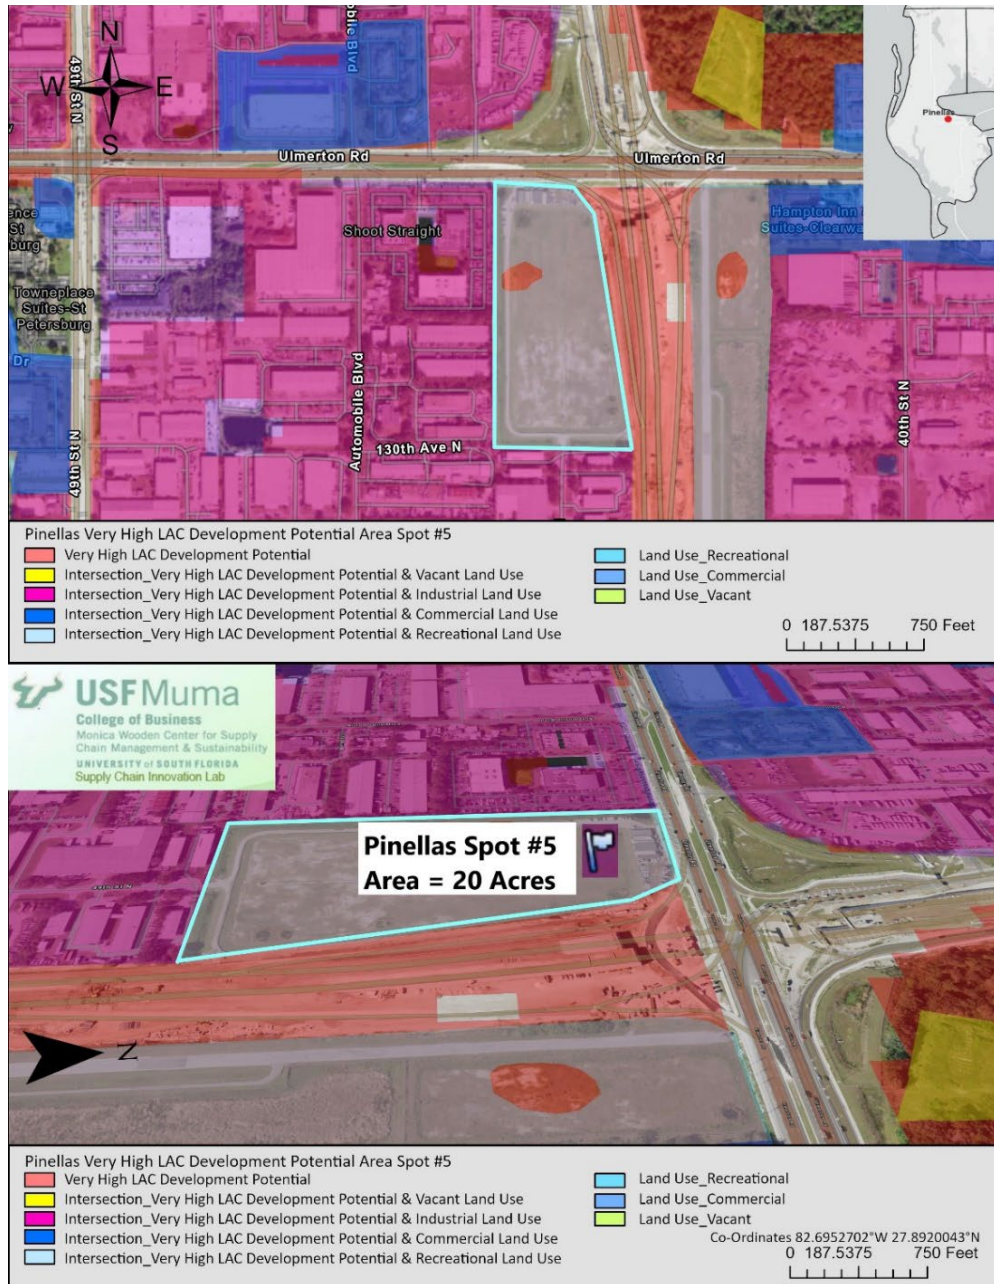 N
W E
S
49th St N
obile Blvd
Pinellas
Ulmerton Rd
Ulmerton Rd
ence
St
burg
Shoot Straight
Hampton Inn
Suites-Clearwa
Towneplace
Suites-St
Petersburg
Dr
Automobile Blvd
130th Ave N
49th St N
40th St N
Pinellas Very High LAC Development Potential Area Spot #5
Very High LAC Development Potential
Intersection_Very High LAC Development Potential & Vacant Land Use
Intersection_Very High LAC Development Potential & Industrial Land Use
Intersection_Very High LAC Development Potential & Commercial Land Use
Intersection_Very High LAC Development Potential & Recreational Land Use
Land Use_Recreational
Land Use_Commercial
Land Use_Vacant
0 187.5375 750 Feet
USF Muma
College of Business
Monica Wooden Center for Supply
Chain Management & Sustainability
UNIVERSITY of SOUTH FLORIDA
Supply Chain Innovation Lab
Pinellas Spot #5
Area = 20 Acres
N
Pinellas Very High LAC Development Potential Area Spot #5
Very High LAC Development Potential
Intersection_Very High LAC Development Potential & Vacant Land Use
Intersection_Very High LAC Development Potential & Industrial Land Use
Intersection_Very High LAC Development Potential & Commercial Land Use
Intersection_Very High LAC Development Potential & Recreational Land Use
Land Use_Recreational
Land Use_Commercial
Land Use_Vacant
Co-Ordinates 82.6952702°W 27.8920043°N
0 187.5375 750 Feet